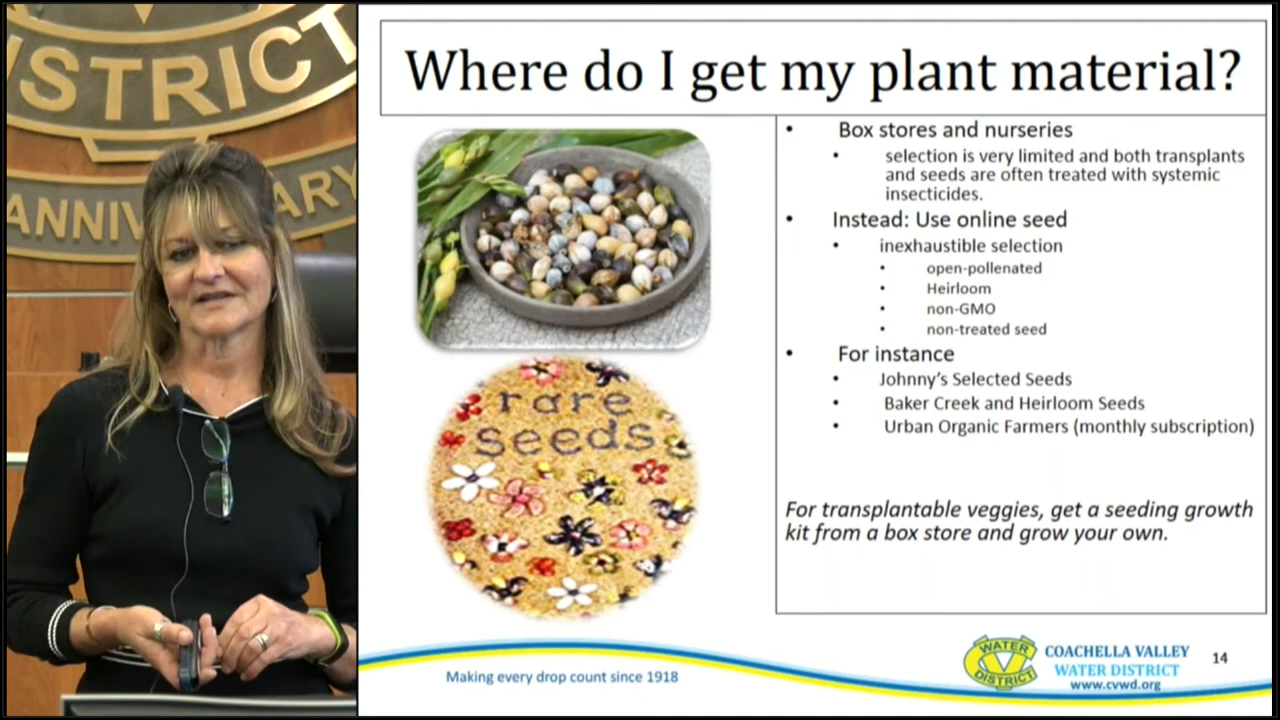 DISTRICT
ANNIVERSARY
Where do I get my plant material?
• Box stores and nurseries
• selection is very limited and both transplants
and seeds are often treated with systemic
insecticides.
• Instead: Use online seed
• inexhaustible selection
• open-pollenated
• Heirloom
• non-GMO
• non-treated seed
• For instance
• Johnny's Selected Seeds
• Baker Creek and Heirloom Seeds
• Urban Organic Farmers (monthly subscription)
For transplantable veggies, get a seeding growth
kit from a box store and grow your own.
rare
seeds
Making every drop count since 1918
WATER
DISTRICT
COACHELLA VALLEY
WATER DISTRICT
www.cvwd.org
14